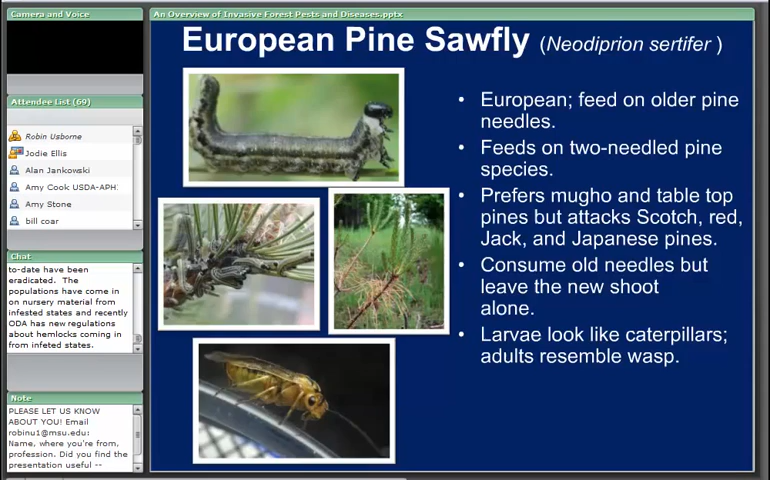 Camera and Voice
Attendee List (69)
Robin Usborne
Jodie Ellis
Alan Jankowski
Amy Cook USDA-APH:
Amy Stone
bill coar
Chat
to-date have been
eradicated. The
populations have come in
on nursery material from
infested states and recently
ODA has new regulations
about hemlocks coming in
from infeted states.
Note
PLEASE LET US KNOW
ABOUT YOU! Email
robinu1@msu.edu:
Name, where you're from,
profession. Did you find the
presentation useful --
An Overview of Invasive Forest Pests and Diseases.pptx
European Pine Sawfly (Neodiprion sertifer )
• European; feed on older pine
needles.
• Feeds on two-needled pine
species.
• Prefers mugho and table top
pines but attacks Scotch, red,
Jack, and Japanese pines.
• Consume old needles but
leave the new shoot
alone.
• Larvae look like caterpillars;
adults resemble wasp.